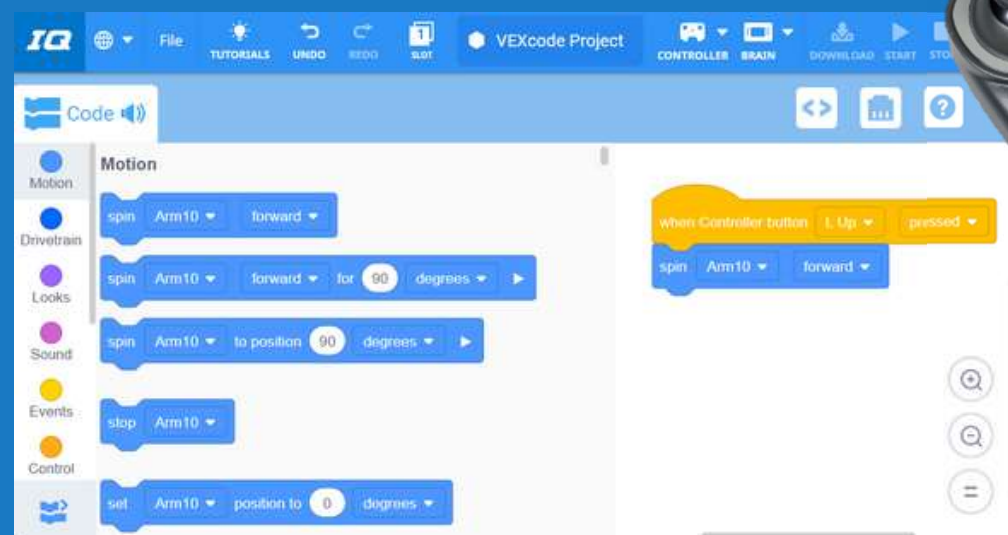 IQ File TUTORIALS UNDO REDO 1 SLOT VEXcode Project CONTROLLER BRAIN DOWNLOAD START
Code
Motion
Drivetrain
Looks
Sound
Events
Control
Motion
spin Arm10 forward
spin Arm10 forward for 90 degrees
spin Arm10 to position 90 degrees
stop Arm10
set Arm10 position to 0 degrees
when Controller button L Up pressed
spin Arm10 forward